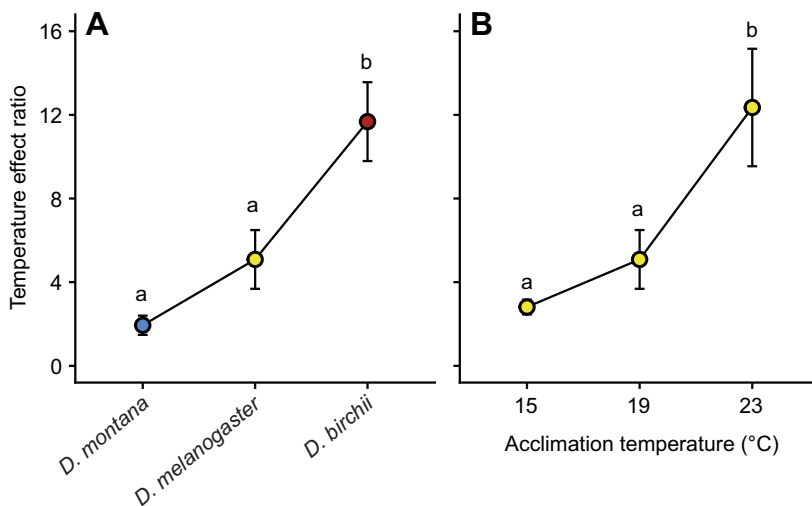 A
B
Temperature effect ratio
16
12
8
4
0
a
a
b
a
a
b
D. montana
D. melanogaster
D. birchii
15
19
23
Acclimation temperature (°C)